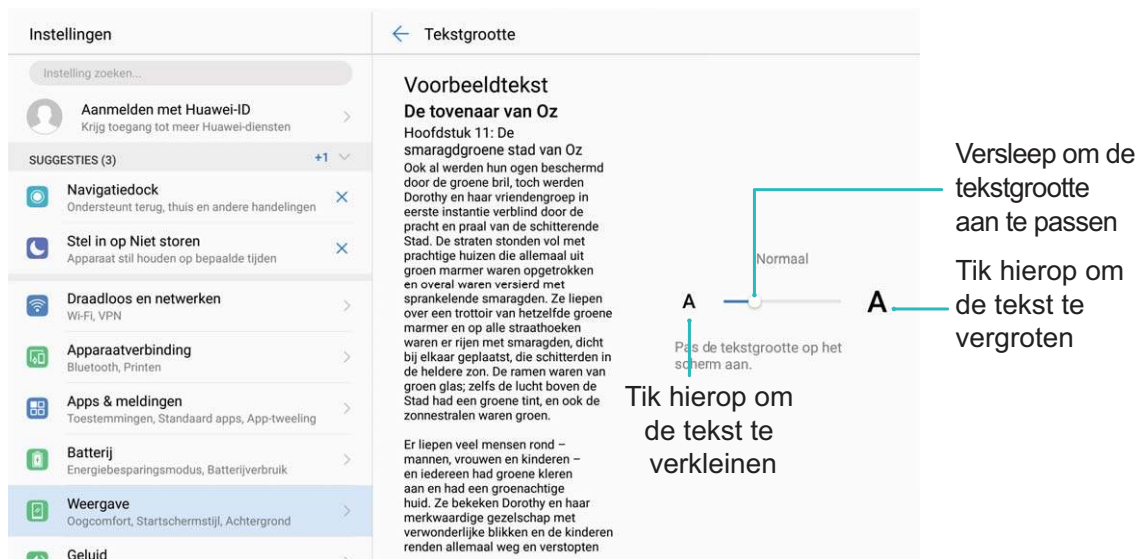 Instellingen
Instelling zoeken...
Aanmelden met Huawei-ID
Krijg toegang tot meer Huawei-diensten
SUGGESTIES (3)
+1
Navigatiedock
Ondersteunt terug, thuis en andere handelingen
Stel in op Niet storen
Apparaat stil houden op bepaalde tijden
Draadloos en netwerken
Wi-Fi, VPN
Apparaatverbinding
Bluetooth, Printen
Apps & meldingen
Toestemmingen, Standaard apps, App-tweeling
Batterij
Energiebesparingsmodus, Batterijverbruik
Weergave
Oogcomfort, Startschermstijl, Achtergrond
Geluid
Tekstgrootte
Voorbeeldtekst
De tovenaar van Oz
Hoofdstuk 11: De
smaragdgroene stad van Oz
Ook al werden hun ogen beschermd
door de groene bril, toch werden
Dorothy en haar vriendengroep in
eerste instantie verblind door de
pracht en praal van de schitterende
Stad. De straten stonden vol met
prachtige huizen die allemaal uit
groen marmer waren opgetrokken
en overal waren versierd met
sprankelende smaragden. Ze liepen
over een trottoir van hetzelfde groene
marmer en op alle straathoeken
waren er rijen met smaragden, dicht
bij elkaar geplaatst, die schitterden in
de heldere zon. De ramen waren van
groen glas; zelfs de lucht boven de
Stad had een groene tint, en ook de
zonnestralen waren groen.
Er liepen veel mensen rond –
mannen, vrouwen en kinderen –
en iedereen had groene kleren
aan en had een groenachtige
huid. Ze bekeken Dorothy en haar
merkwaardige gezelschap met
verwonderlijke blikken en de kinderen
renden allemaal weg en verstopten
Normaal
A
A
Pas de tekstgrootte op het
scherm aan.
Tik hierop om
de tekst te
verkleinen
Versleep om de
tekstgrootte
aan te passen
Tik hierop om
de tekst te
vergroten